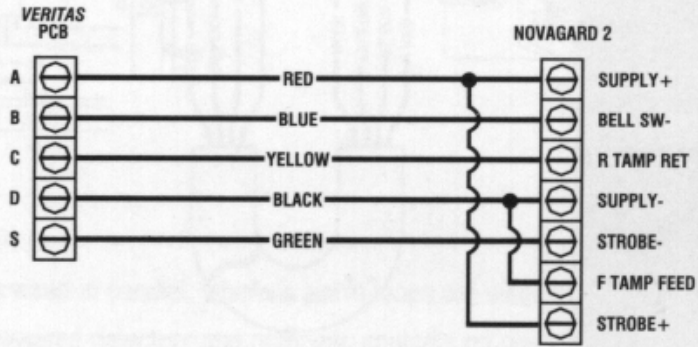 VERITAS
PCB
NOVAGARD 2
A
RED
SUPPLY+
B
BLUE
BELL SW-
C
YELLOW
R TAMP RET
D
BLACK
SUPPLY-
S
GREEN
STROBE-
F TAMP FEED
STROBE+